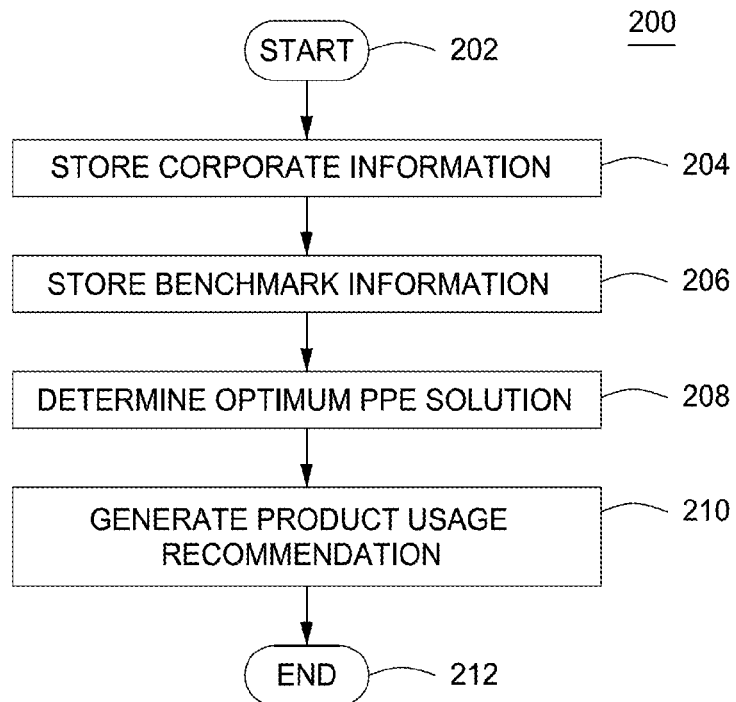 200
START 202
STORE CORPORATE INFORMATION 204
STORE BENCHMARK INFORMATION 206
DETERMINE OPTIMUM PPE SOLUTION 208
GENERATE PRODUCT USAGE
RECOMMENDATION
210
END 212